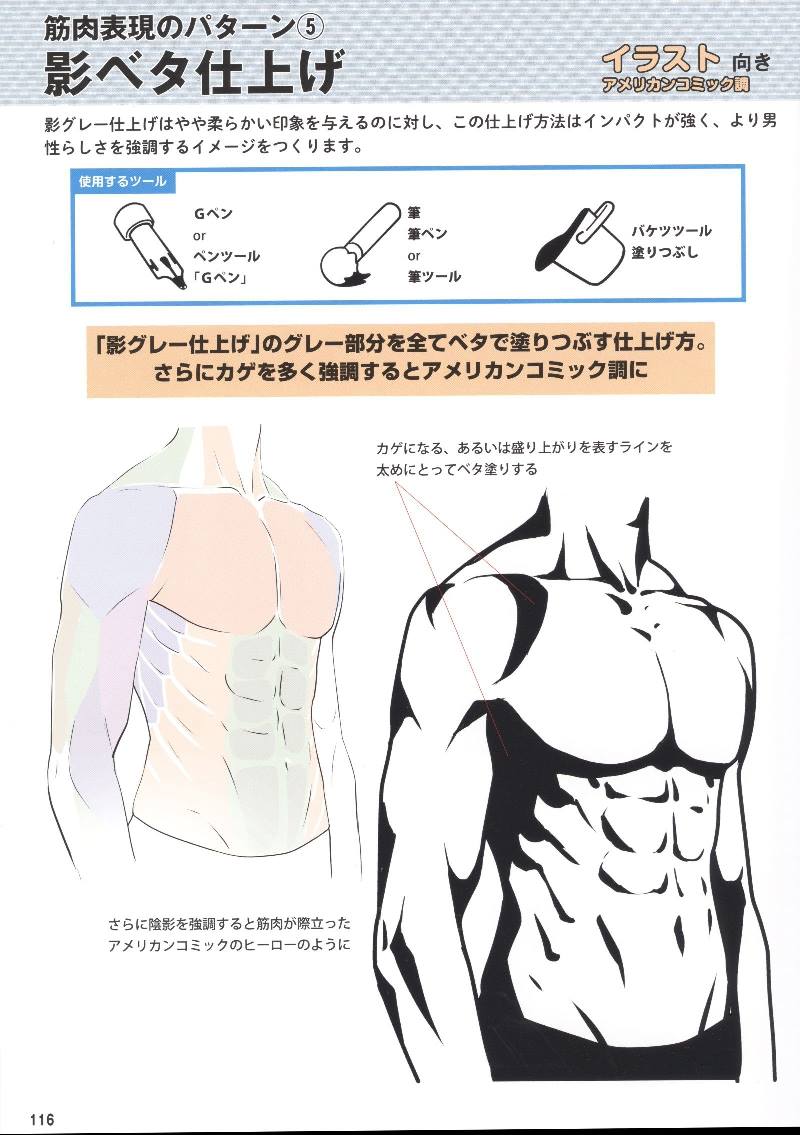 筋肉表現のパターン⑤
影ベタ仕上げ
イラスト 向き
アメリカンコミック調
影グレー仕上げはやや柔らかい印象を与えるのに対し、この仕上げ方法はインパクトが強く、より男
性らしさを強調するイメージをつくります。
使用するツール
Gペン
or
ペンツール
「Gペン」
筆
筆ペン
or
筆ツール
バケツツール
塗りつぶし
「影グレー仕上げ」のグレー部分を全てベタで塗りつぶす仕上げ方。
さらにカゲを多く強調するとアメリカンコミック調に
カゲになる、あるいは盛り上がりを表すラインを
太めにとってベタ塗りする
さらに陰影を強調すると筋肉が際立った
アメリカンコミックのヒーローのように
116